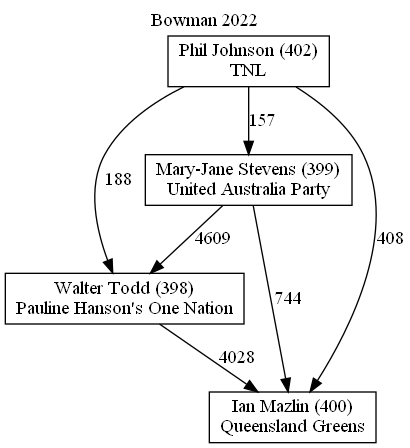 Bowman 2022
Phil Johnson (402)
TNL
157
Mary-Jane Stevens (399)
United Australia Party
188
408
4609
744
Walter Todd (398)
Pauline Hanson's One Nation
4028
Ian Mazlin (400)
Queensland Greens